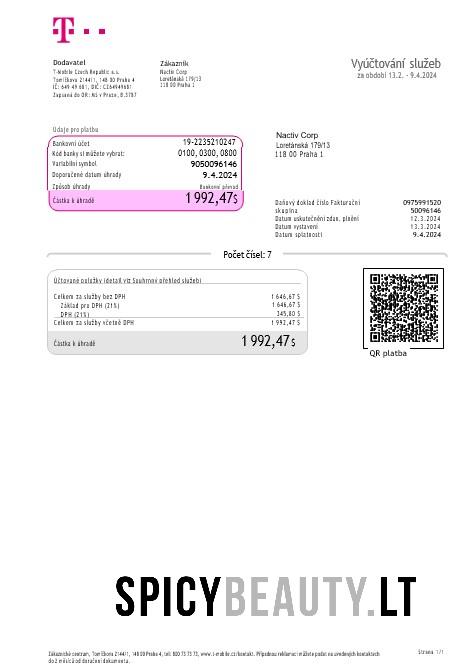 T
Dodavatel
T-Mobile Czech Republic a.s.
Tomíčkova 2144/1, 148 00 Praha 4
IČ: 649 49 681, DIČ: CZ64949681
Zapsaná do OR: MS v Praze, B.3787
Zákazník
Nactiv Corp
Loretánská 179/13
118 00 Praha 1
Vyúčtování služeb
za období 13.2. - 9.4.2024
Údaje pro platbu
Bankovní účet 19-2235210247
Kód banky si můžete vybrat: 0100, 0300, 0800
Variabilní symbol 9050096146
Doporučené datum úhrady 9.4.2024
Způsob úhrady Bankovní převod
Částka k úhradě 1 992,47$
Nactiv Corp
Loretánská 179/13
118 00 Praha 1
Daňový doklad číslo Fakturační 0975991520
skupina 50096146
Datum uskutečnění zdan. plnění 12.3.2024
Datum vystavení 13.3.2024
Datum splatnosti 9.4.2024
Počet čísel: 7
Účtované položky (detail viz Souhrnný přehled služeb)
Celkem za služby bez DPH 1 646,67 $
Základ pro DPH (21%) 1 646,67 $
DPH (21%) 345,80 $
Celkem za služby včetně DPH 1 992,47 $
Částka k úhradě 1 992,47$
QR platba
SPICYBEAUTY.LT
Zákaznické centrum, Tomíčkova 2144/1, 148 00 Praha 4, tel: 800 73 73 73, www.t-mobile.cz/kontakt. Případnou reklamaci můžete podat na uvedených kontaktech
do 2 měsíců od doručení dokumentu.
Strana 1/1